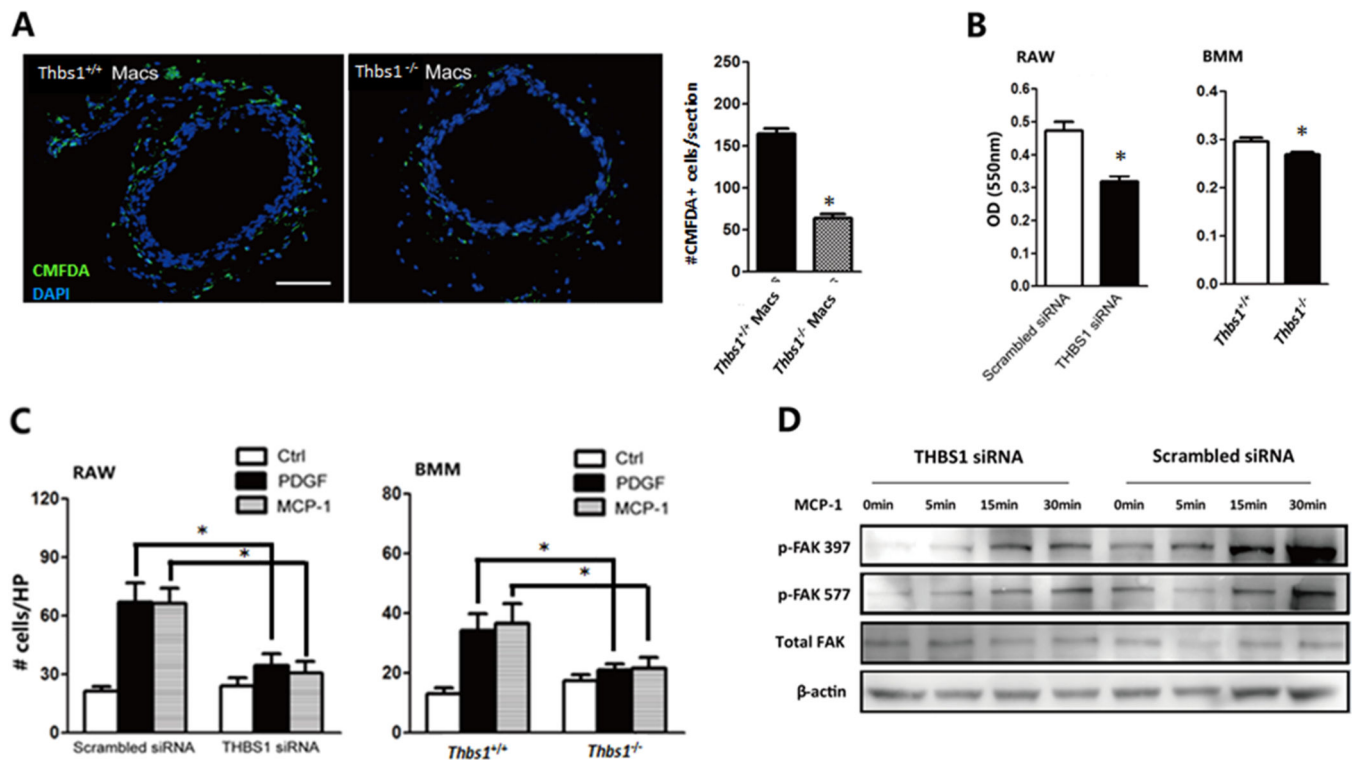 A
Thbs1+/+ Macs
Thbs1-/- Macs
CMFDA
DAPI
#CMFDA+ cells/section
250
200
150
100
50
0
Thbs1+/+ Macs
Thbs1-/- Macs
*
B
RAW
BMM
OD (550nm)
0.6
0.5
0.4
0.3
0.2
0.1
0.0
*
Scrambled siRNA
THBS1 siRNA
0.4
0.3
0.2
0.1
0.0
*
Thbs1+/+
Thbs1-/-
C
RAW
Ctrl
PDGF
MCP-1
# cells/HP
120
90
60
30
0
*
*
Scrambled siRNA
THBS1 siRNA
BMM
Ctrl
PDGF
MCP-1
80
60
40
20
0
*
*
Thbs1+/+
Thbs1-/-
D
THBS1 siRNA
Scrambled siRNA
MCP-1 0min 5min 15min 30min 0min 5min 15min 30min
p-FAK 397
p-FAK 577
Total FAK
β-actin